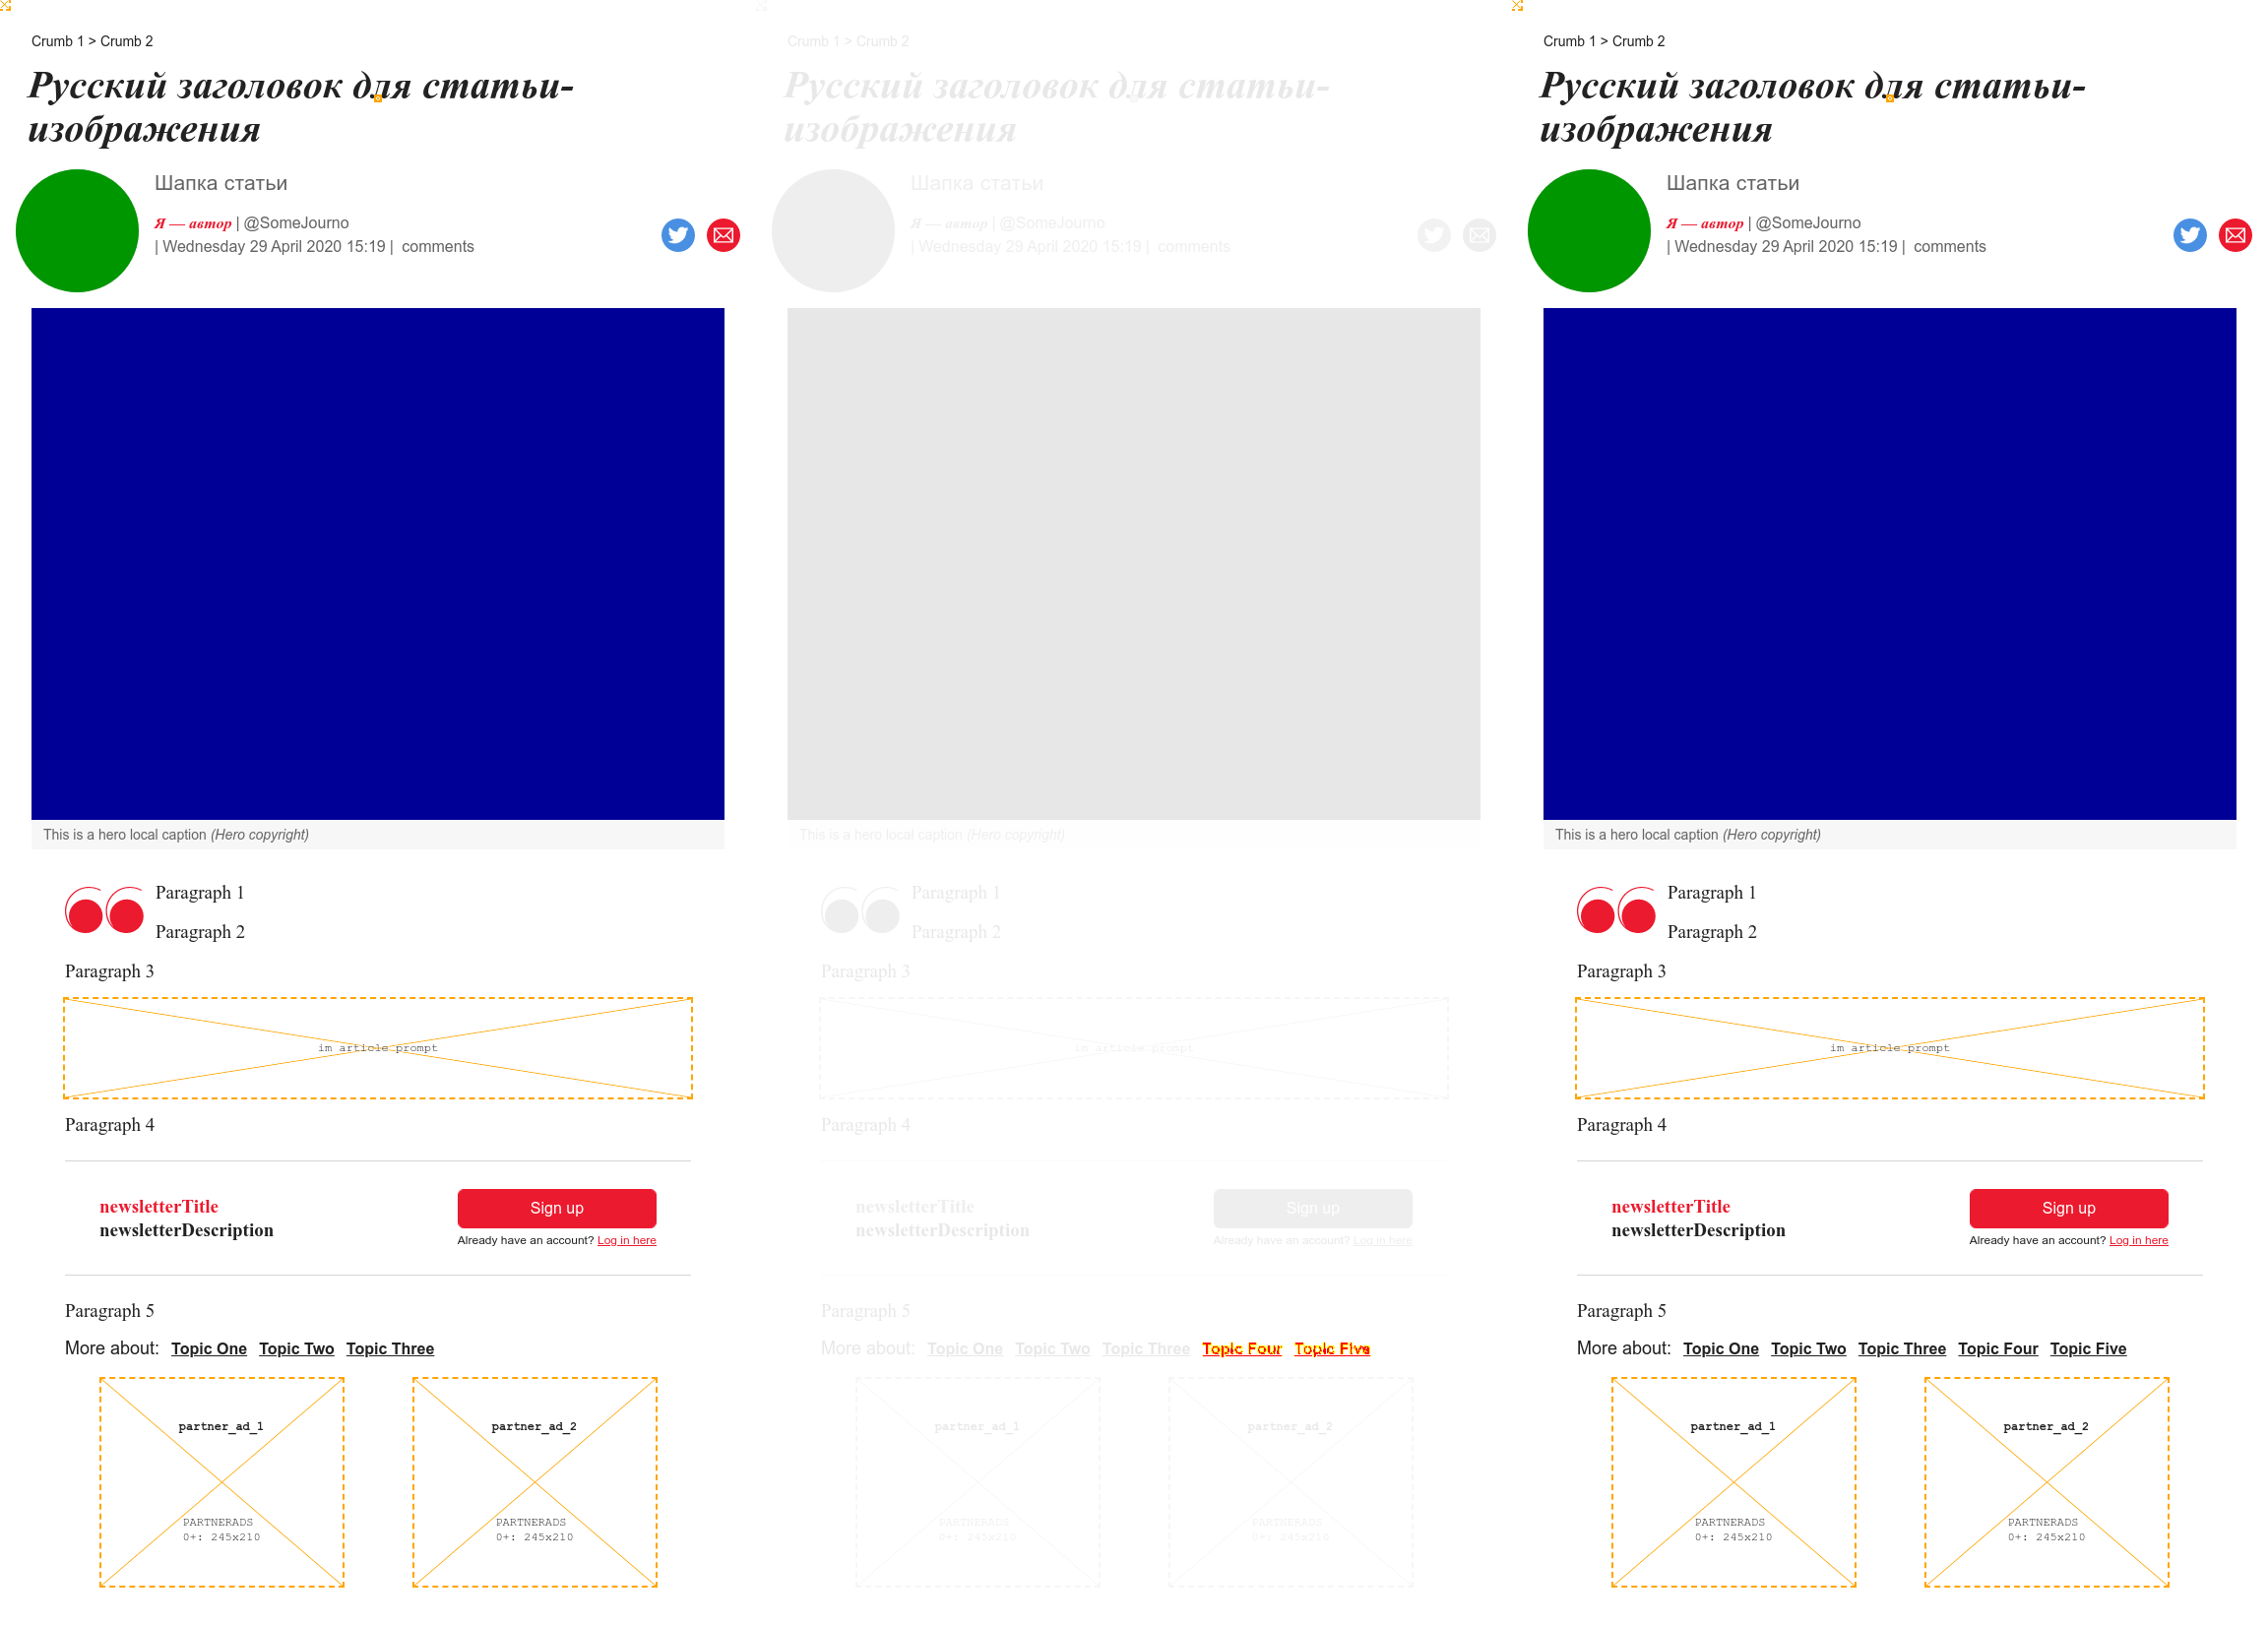 Crumb 1 > Crumb 2
Русский заголовок для статьи-
изображения
Шапка статьи
Я — автор | @SomeJourno
| Wednesday 29 April 2020 15:19 | comments
This is a hero local caption (Hero copyright)
Paragraph 1
Paragraph 2
Paragraph 3
im article prompt
Paragraph 4
newsletterTitle
newsletterDescription
Sign up
Already have an account? Log in here
Paragraph 5
More about: Topic One Topic Two Topic Three
partner_ad_1
PARTNERADS
0+: 245x210
partner_ad_2
PARTNERADS
0+: 245x210
Crumb 1 > Crumb 2
Русский заголовок для статьи-
изображения
Шапка статьи
Я — автор | @SomeJourno
| Wednesday 29 April 2020 15:19 | comments
This is a hero local caption (Hero copyright)
Paragraph 1
Paragraph 2
Paragraph 3
im article prompt
Paragraph 4
newsletterTitle
newsletterDescription
Sign up
Already have an account? Log in here
Paragraph 5
More about: Topic One Topic Two Topic Three Topic Four Topic Five
partner_ad_1
PARTNERADS
0+: 245x210
partner_ad_2
PARTNERADS
0+: 245x210
Crumb 1 > Crumb 2
Русский заголовок для статьи-
изображения
Шапка статьи
Я — автор | @SomeJourno
| Wednesday 29 April 2020 15:19 | comments
This is a hero local caption (Hero copyright)
Paragraph 1
Paragraph 2
Paragraph 3
im article prompt
Paragraph 4
newsletterTitle
newsletterDescription
Sign up
Already have an account? Log in here
Paragraph 5
More about: Topic One Topic Two Topic Three Topic Four Topic Five
partner_ad_1
PARTNERADS
0+: 245x210
partner_ad_2
PARTNERADS
0+: 245x210